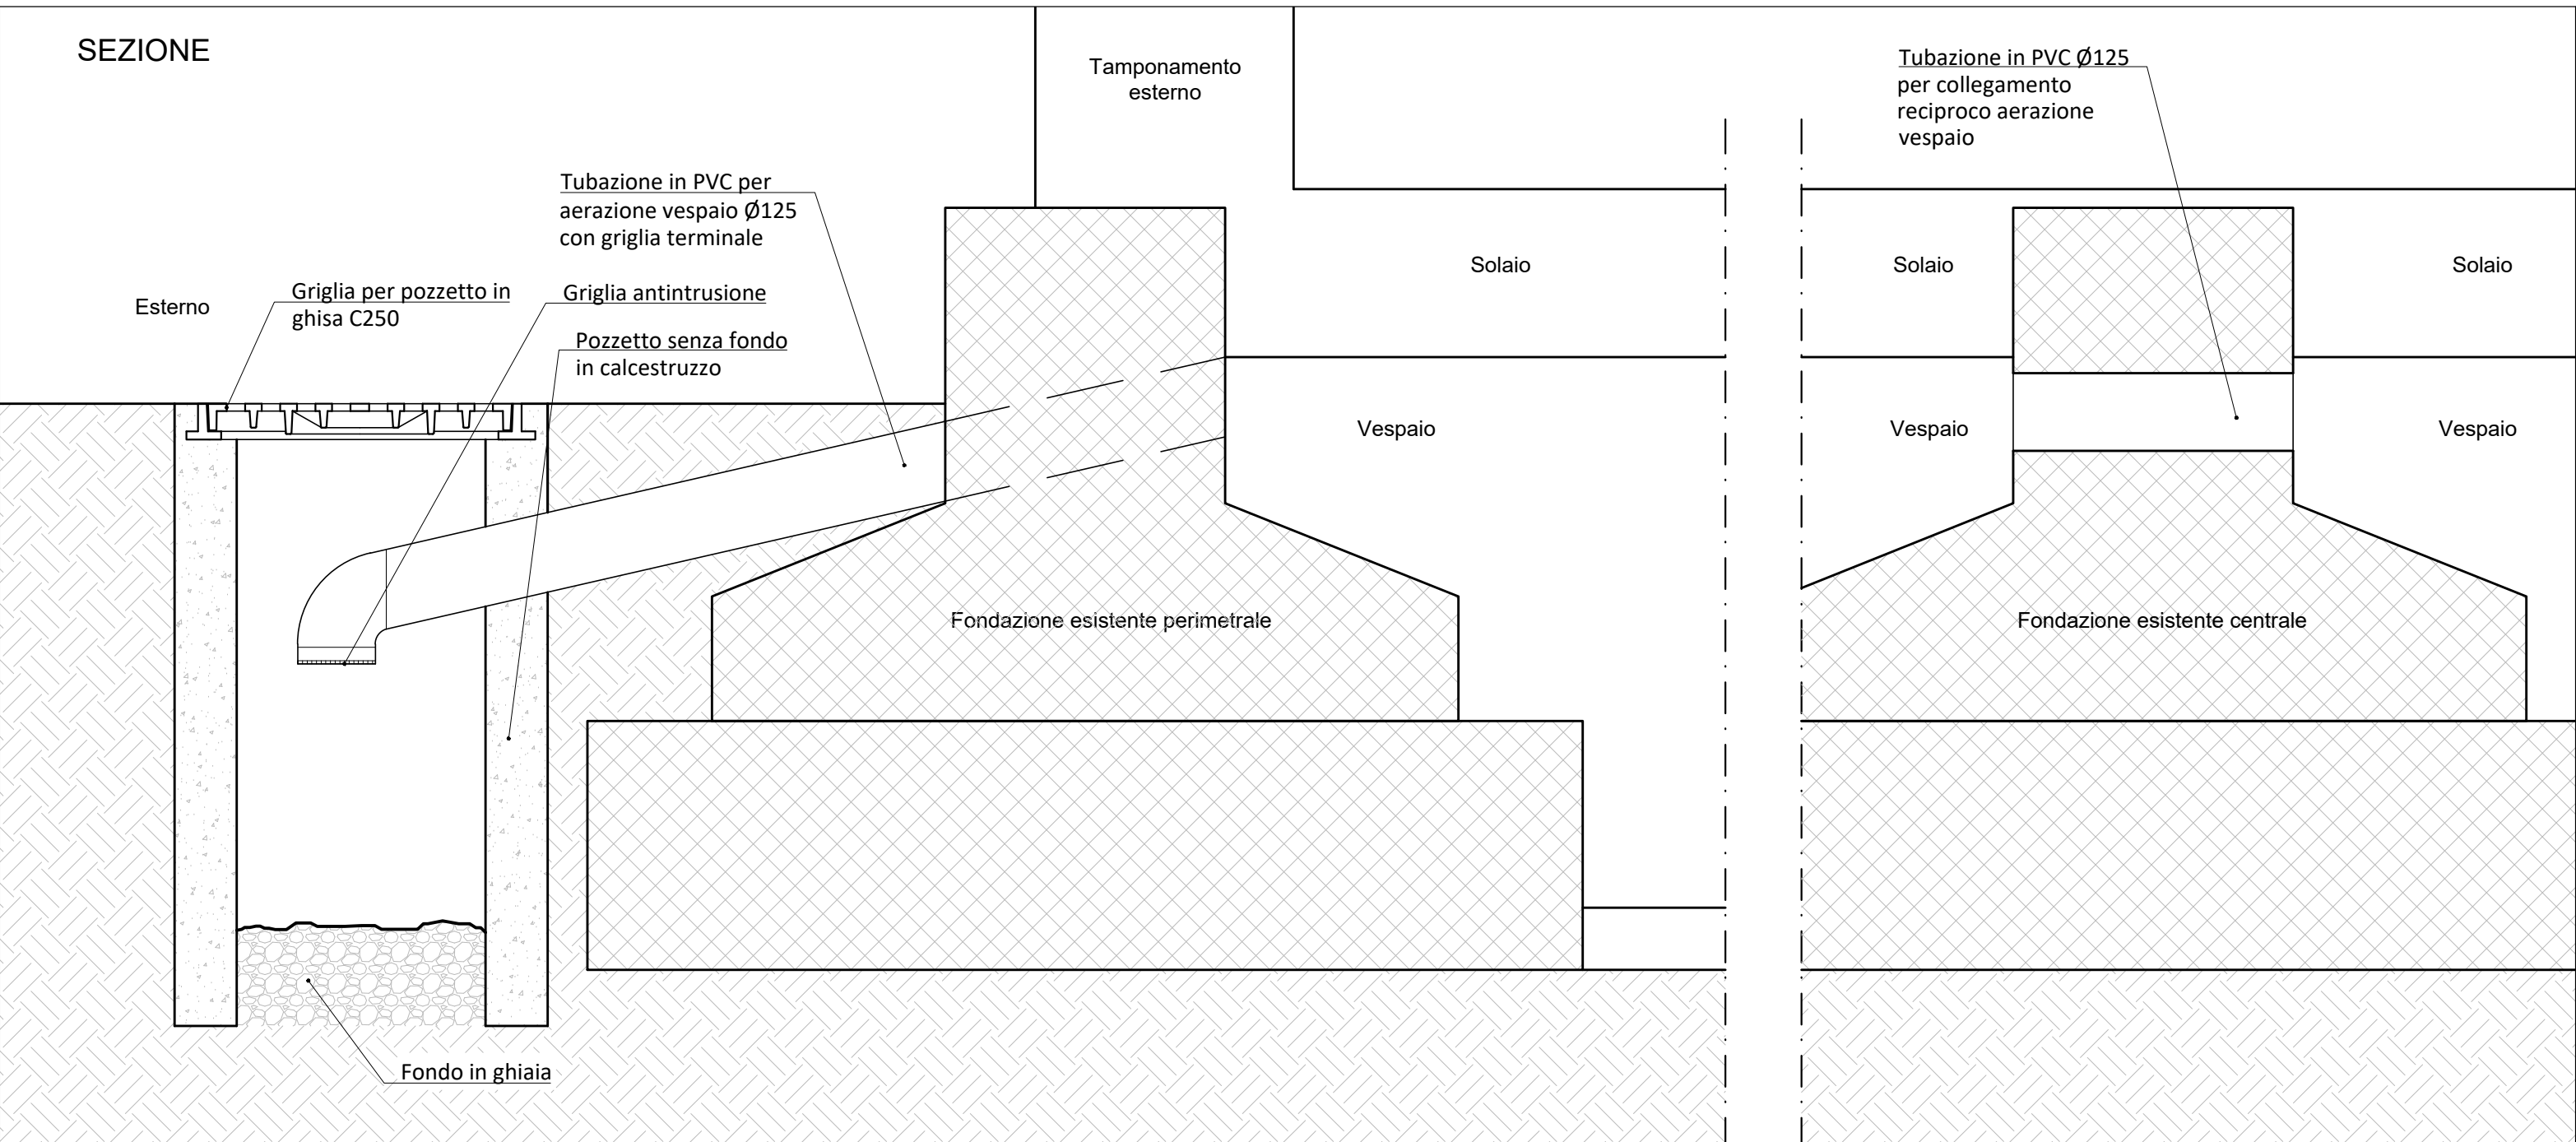 SEZIONE
Tamponamento
esterno
Tubazione in PVC Ø125
per collegamento
reciproco aerazione
vespaio
Tubazione in PVC per
aerazione vespaio Ø125
con griglia terminale
Esterno
Griglia per pozzetto in
ghisa C250
Griglia antintrusione
Pozzetto senza fondo
in calcestruzzo
Solaio
Solaio
Solaio
Vespaio
Vespaio
Vespaio
Fondazione esistente perimetrale
Fondazione esistente centrale
Fondo in ghiaia